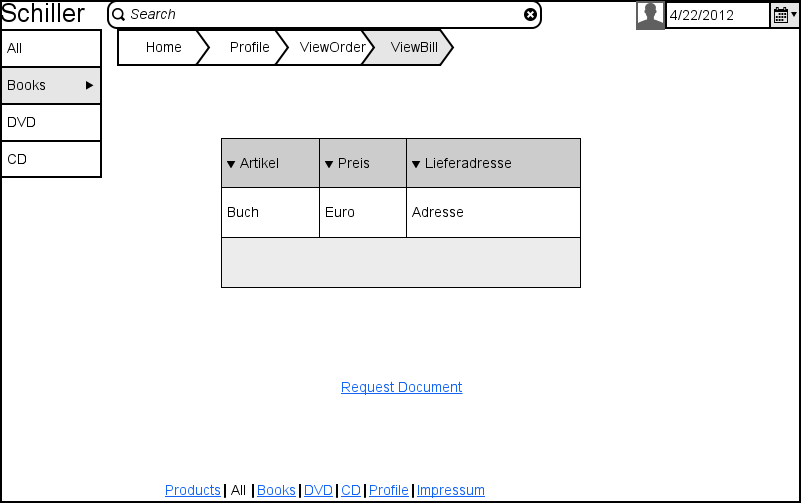 Schiller Search 4/22/2012
Home Profile ViewOrder ViewBill
All
Books
DVD
CD
Artikel Preis Lieferadresse
Buch Euro Adresse
Request Document
Products | All | Books | DVD | CD | Profile | Impressum